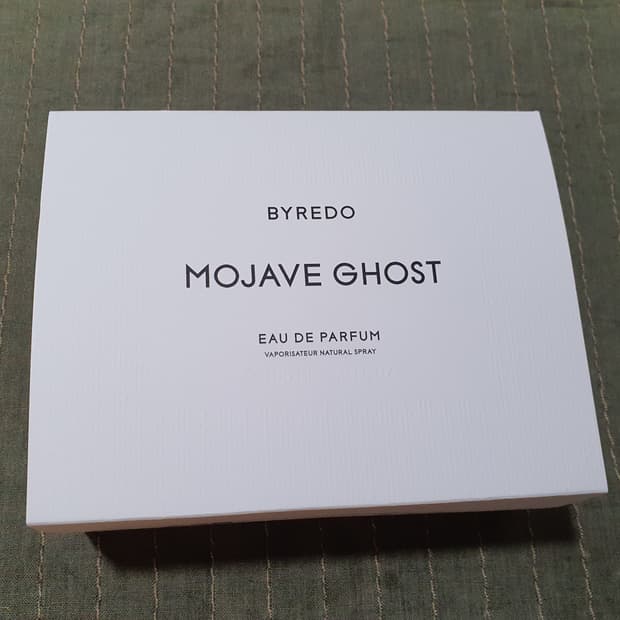 BYREDO
MOJAVE GHOST
EAU DE PARFUM
VAPORISATEUR NATURAL SPRAY